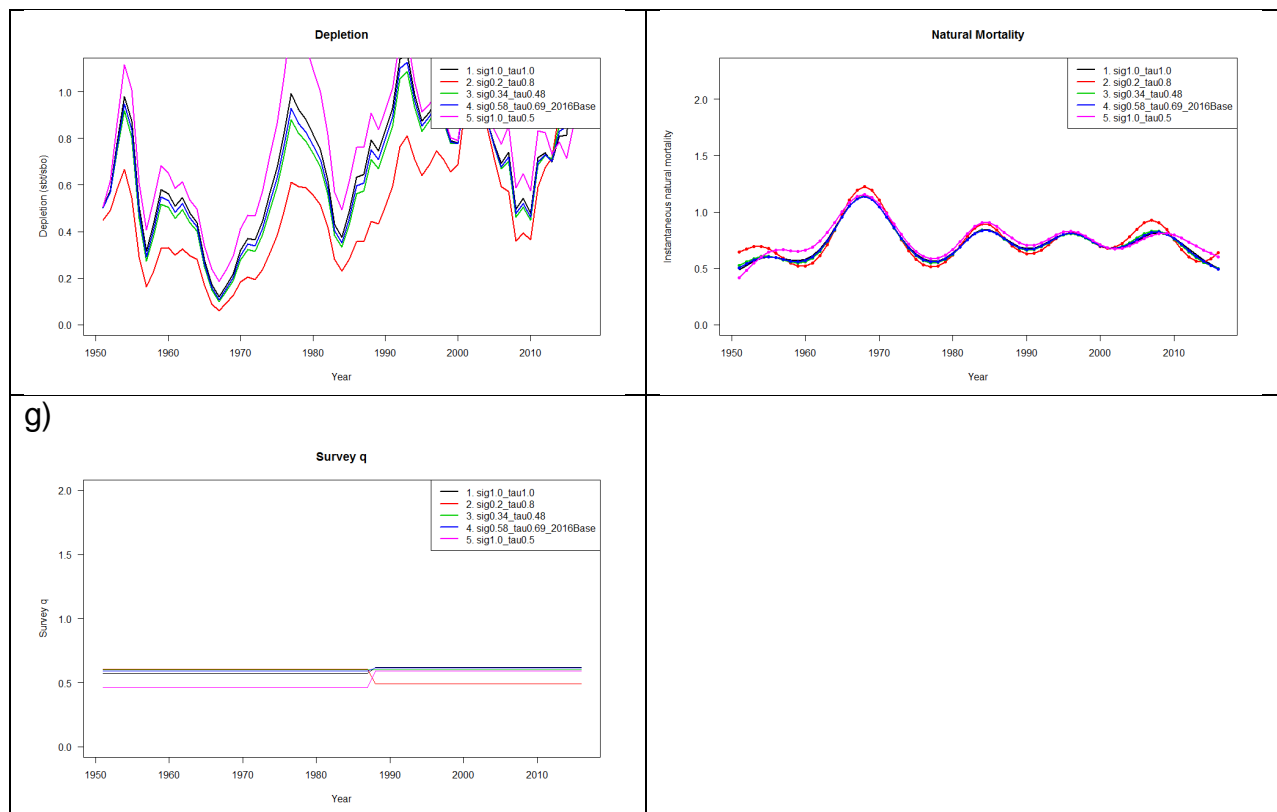 Depletion
1. sig1.0_tau1.0
2. sig0.2_tau0.8
3. sig0.34_tau0.48
4. sig0.58_tau0.69_2016Base
5. sig1.0_tau0.5
Depletion (sbt/sbo)
1.0
0.8
0.6
0.4
0.2
0.0
1950 1960 1970 1980 1990 2000 2010
Year
Natural Mortality
1. sig1.0_tau1.0
2. sig0.2_tau0.8
3. sig0.34_tau0.48
4. sig0.58_tau0.69_2016Base
5. sig1.0_tau0.5
Instantaneous natural mortality
2.0
1.5
1.0
0.5
0.0
1950 1960 1970 1980 1990 2000 2010
Year
g)
Survey q
1. sig1.0_tau1.0
2. sig0.2_tau0.8
3. sig0.34_tau0.48
4. sig0.58_tau0.69_2016Base
5. sig1.0_tau0.5
Survey q
2.0
1.5
1.0
0.5
0.0
1950 1960 1970 1980 1990 2000 2010
Year